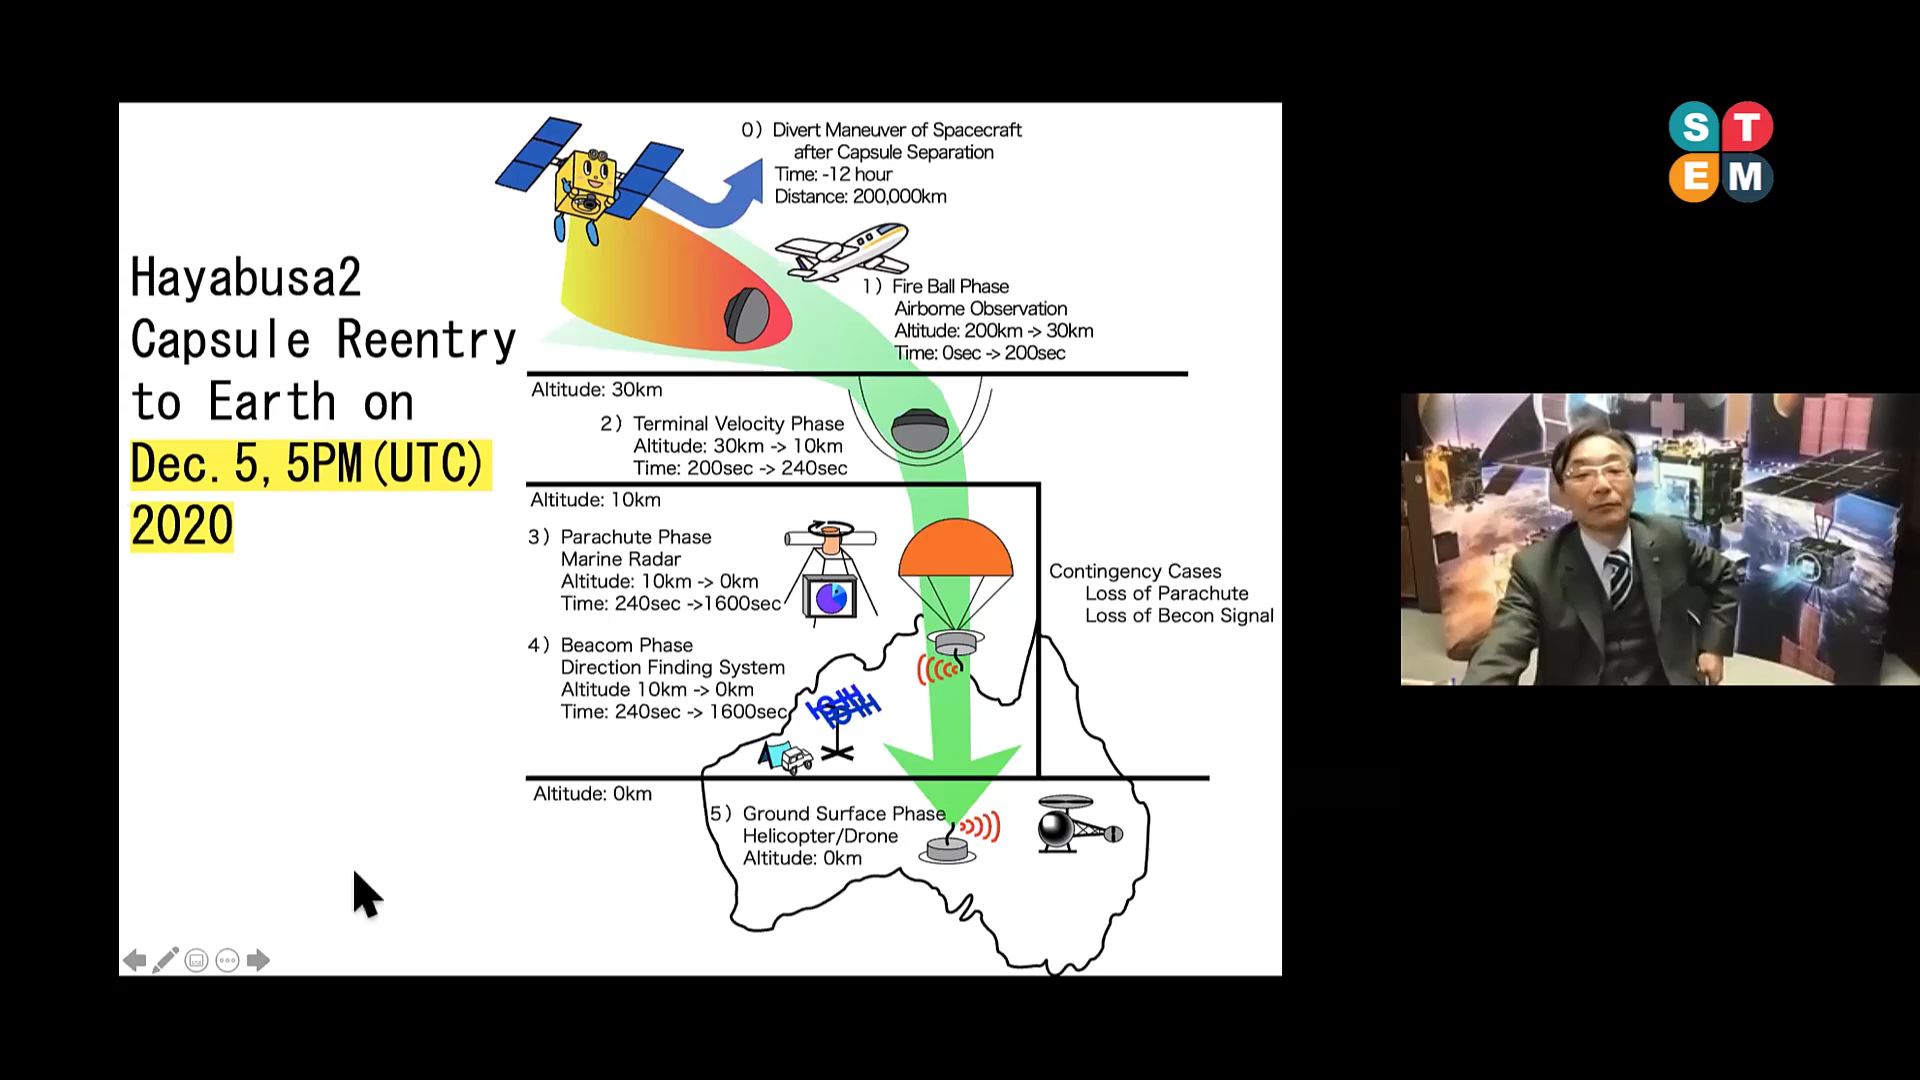 Hayabusa2
Capsule Reentry
to Earth on
Dec. 5, 5PM(UTC)
2020
0) Divert Maneuver of Spacecraft
after Capsule Separation
Time: -12 hour
Distance: 200,000km
1) Fire Ball Phase
Airborne Observation
Altitude: 200km -> 30km
Time: 0sec -> 200sec
Altitude: 30km
2) Terminal Velocity Phase
Altitude: 30km -> 10km
Time: 200sec -> 240sec
Altitude: 10km
3) Parachute Phase
Marine Radar
Altitude: 10km -> 0km
Time: 240sec ->1600sec
4) Beacom Phase
Direction Finding System
Altitude 10km -> 0km
Time: 240sec -> 1600sec
Contingency Cases
Loss of Parachute
Loss of Becon Signal
Altitude: 0km
5) Ground Surface Phase
Helicopter/Drone
Altitude: 0km
STEM